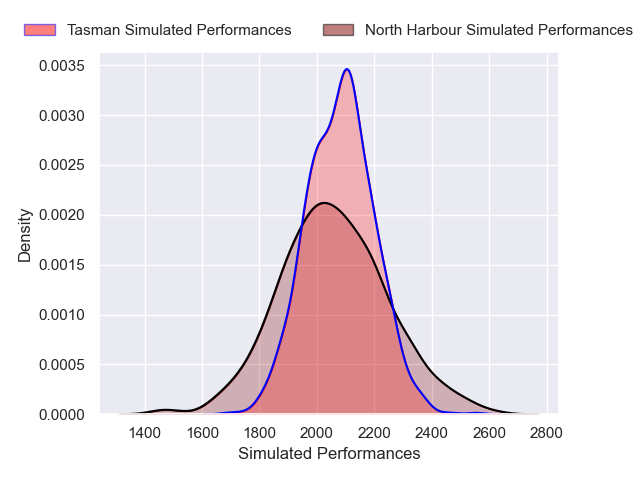 Tasman Simulated Performances
North Harbour Simulated Performances
0.0035
0.0030
0.0025
0.0020
0.0015
0.0010
0.0005
0.0000
Density
1400 1600 1800 2000 2200 2400 2600 2800
Simulated Performances